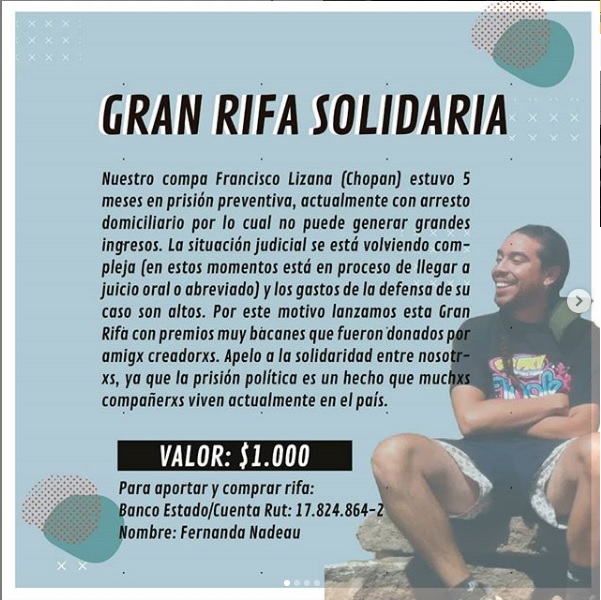 GRAN RIFA SOLIDARIA
Nuestro compa Francisco Lizana (Chopan) estuvo 5
meses en prisión preventiva, actualmente con arresto
domiciliario por lo cual no puede generar grandes
ingresos. La situación judicial se está volviendo com-
pleja (en estos momentos está en proceso de llegar a
juicio oral o abreviado) y los gastos de la defensa de su
caso son altos. Por este motivo lanzamos esta Gran
Rifa con premios muy bacanes que fueron donados por
amigx creadorxs. Apelo a la solidaridad entre nosotr-
xs, ya que la prisión política es un hecho que muchxs
compañerxs viven actualmente en el país.
VALOR: $1.000
Para aportar y comprar rifa:
Banco Estado/Cuenta Rut: 17.824.864-2
Nombre: Fernanda Nadeau